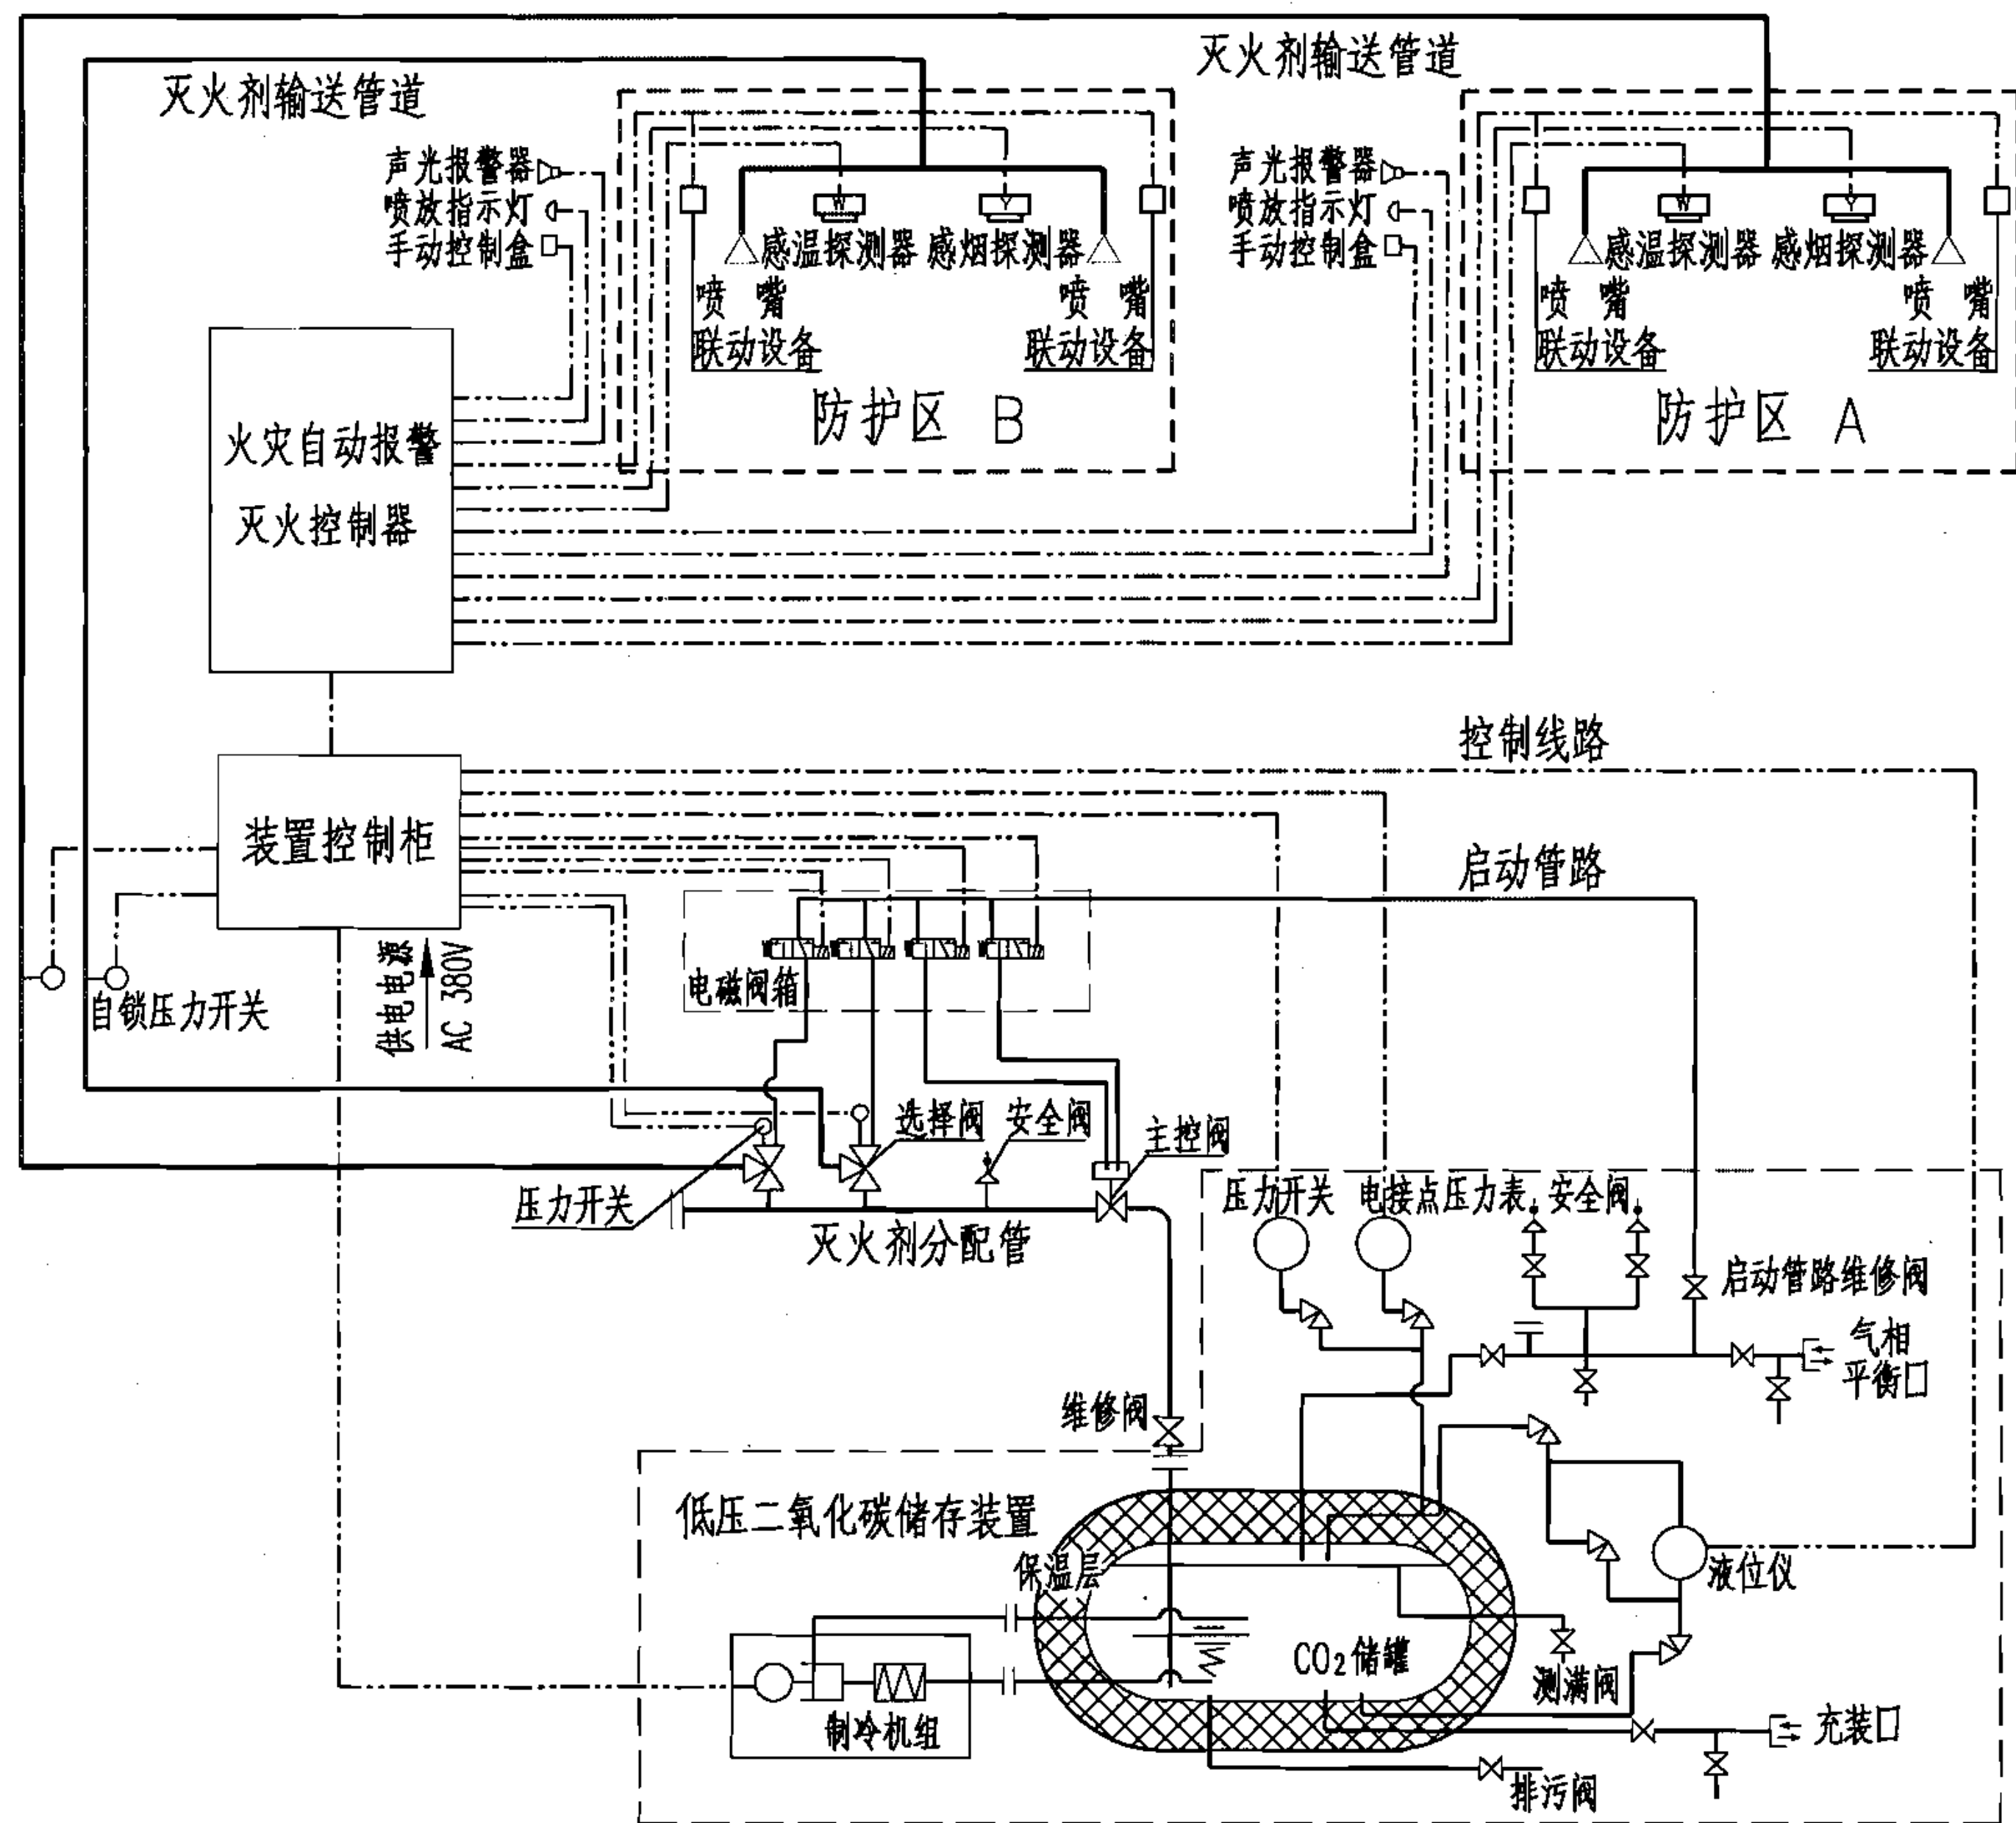 灭火剂输送管道
灭火剂输送管道
声光报警器
喷放指示灯
手动控制盒
感温探测器
感烟探测器
喷 嘴
喷 嘴
联动设备
联动设备
防护区 B
声光报警器
喷放指示灯
手动控制盒
感温探测器
感烟探测器
喷 嘴
喷 嘴
联动设备
联动设备
防护区 A
W
Y
W
Y
火灾自动报警
灭火控制器
控制线路
装置控制柜
启动管路
供电电源
AC 380V
电磁阀箱
自锁压力开关
选择阀
安全阀
主控阀
压力开关
灭火剂分配管
压力开关
电接点压力表
安全阀
启动管路维修阀
气相
平衡口
维修阀
低压二氧化碳储存装置
保温层
液位仪
CO₂储罐
测满阀
制冷机组
充装口
排污阀